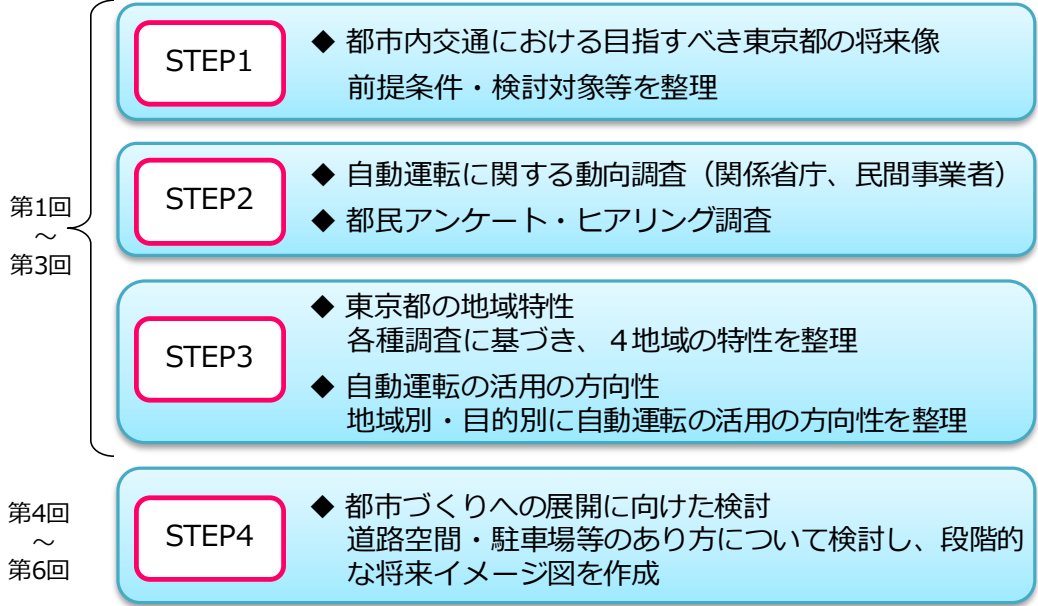 第1回
～
第3回
STEP1
◆ 都市内交通における目指すべき東京都の将来像
前提条件・検討対象等を整理
STEP2
◆ 自動運転に関する動向調査（関係省庁、民間事業者）
◆ 都民アンケート・ヒアリング調査
STEP3
◆ 東京都の地域特性
各種調査に基づき、４地域の特性を整理
◆ 自動運転の活用の方向性
地域別・目的別に自動運転の活用の方向性を整理
第4回
～
第6回
STEP4
◆ 都市づくりへの展開に向けた検討
道路空間・駐車場等のあり方について検討し、段階的
な将来イメージ図を作成